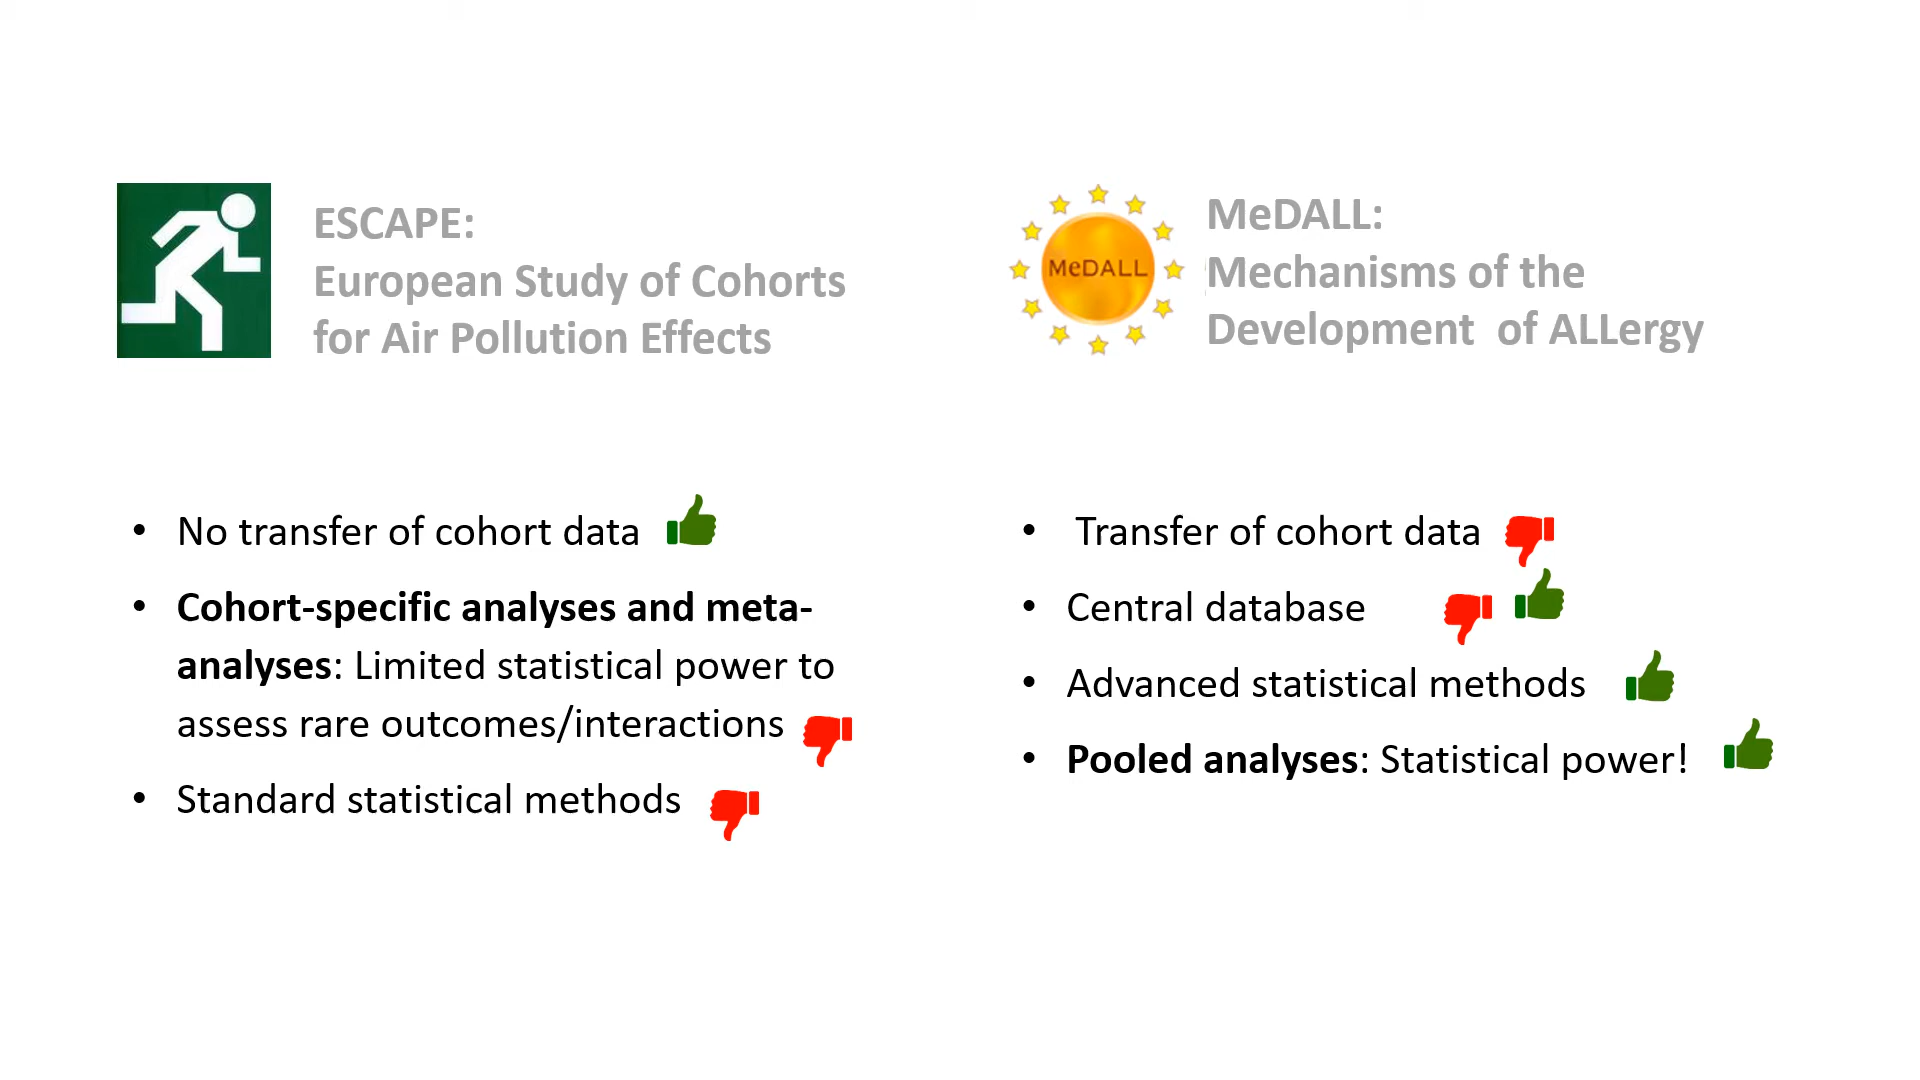 ESCAPE:
European Study of Cohorts
for Air Pollution Effects
• No transfer of cohort data
• Cohort-specific analyses and meta-
analyses: Limited statistical power to
assess rare outcomes/interactions
• Standard statistical methods
MeDALL
MeDALL:
Mechanisms of the
Development of ALLergy
• Transfer of cohort data
• Central database
• Advanced statistical methods
• Pooled analyses: Statistical power!